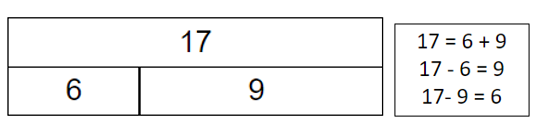 17
6 9
17 = 6 + 9
17 - 6 = 9
17- 9 = 6